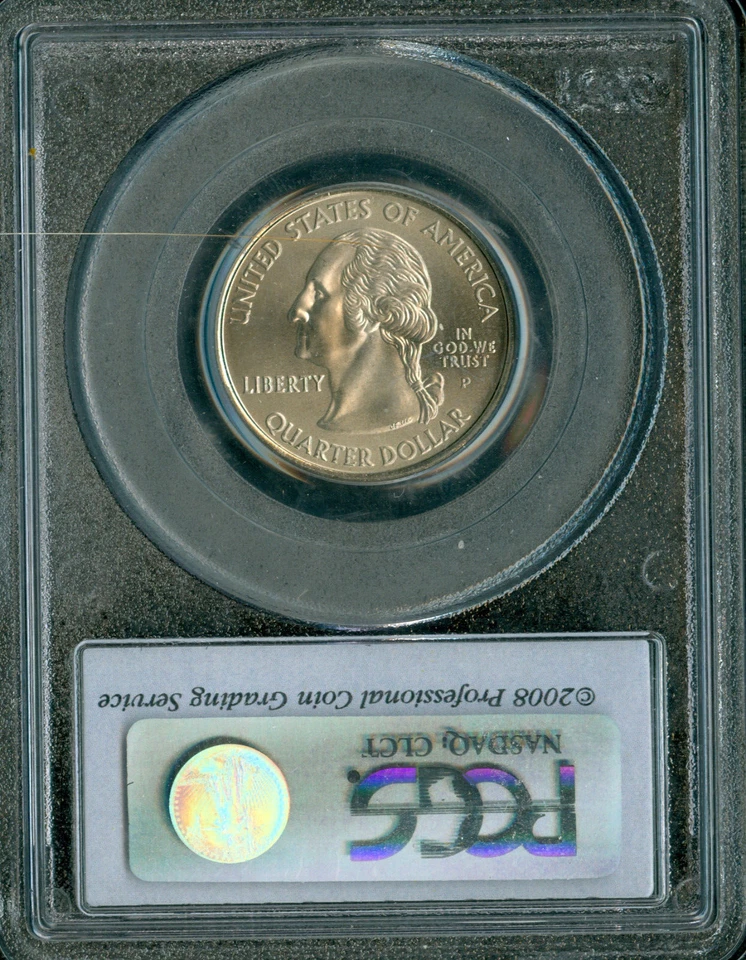 UNITED STATES OF AMERICA
IN
GOD WE
TRUST
LIBERTY
P
QUARTER DOLLAR
©2008 Professional Coin Grading Service
NASDAQ: CLCT
PCGS